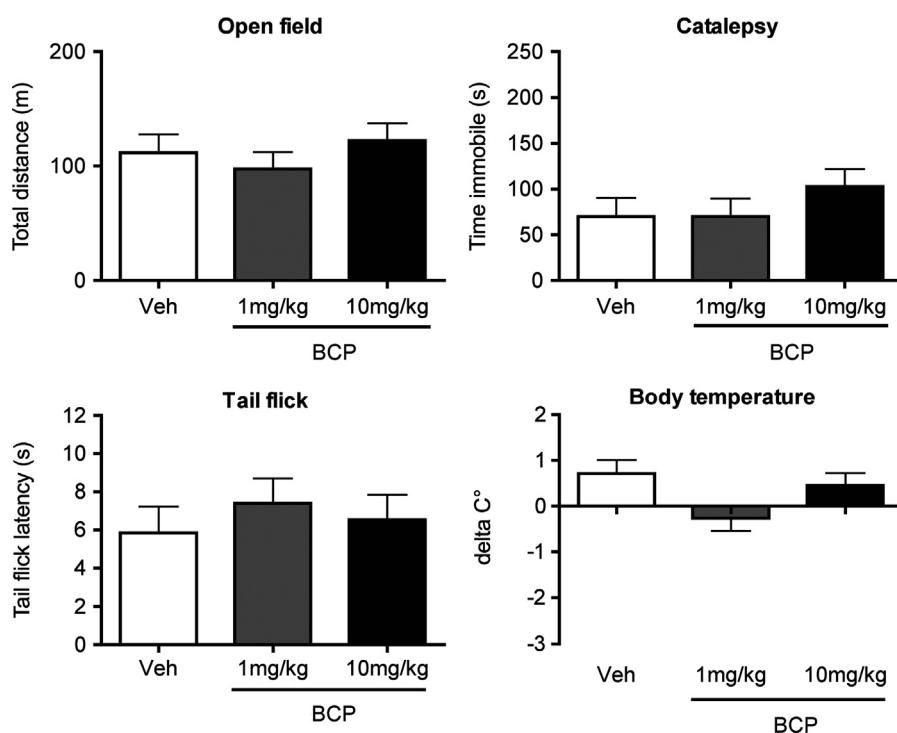 Open field
Total distance (m)
200
100
0
Veh
1mg/kg
10mg/kg
BCP
Catalepsy
Time immobile (s)
250
200
150
100
50
0
Veh
1mg/kg
10mg/kg
BCP
Tail flick
Tail flick latency (s)
12
10
8
6
4
2
0
Veh
1mg/kg
10mg/kg
BCP
Body temperature
delta C°
2
1
0
-1
-2
-3
Veh
1mg/kg
10mg/kg
BCP